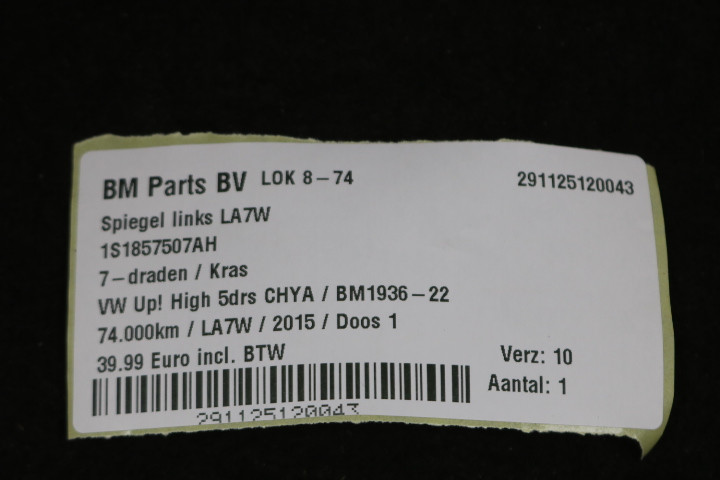 BM Parts BV LOK 8-74 291125120043
Spiegel links LA7W
1S1857507AH
7-draden / Kras
VW Up! High 5drs CHYA / BM1936-22
74.000km / LA7W / 2015 / Doos 1
39.99 Euro incl. BTW Verz: 10
Aantal: 1
291125120043